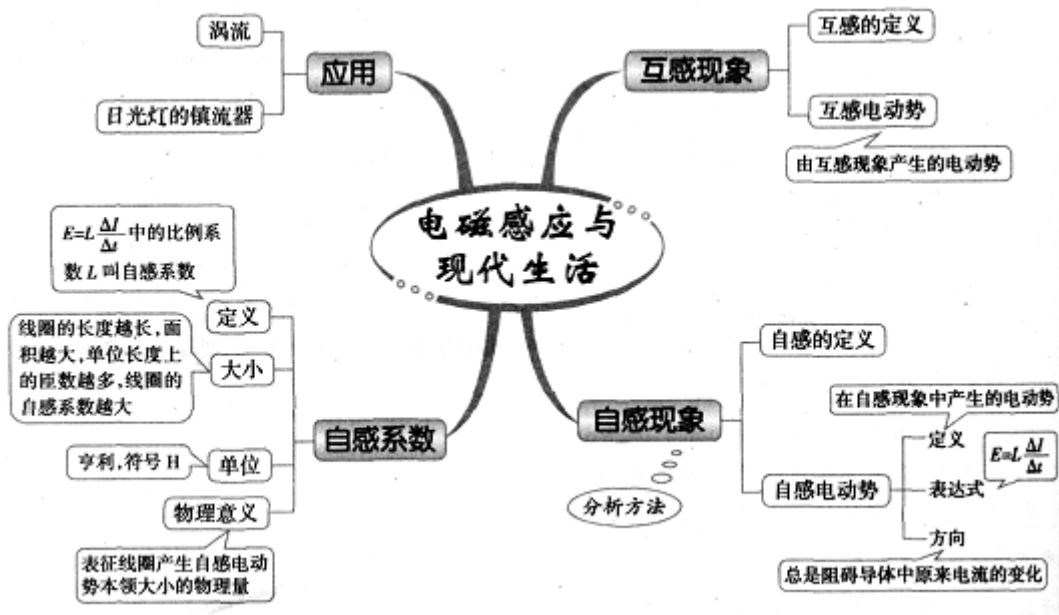 电磁感应与
现代生活
应用
涡流
日光灯的镇流器
互感现象
互感的定义
互感电动势
由互感现象产生的电动势
自感系数
E=L ΔI/Δt 中的比例系
数 L 叫自感系数
定义
线圈的长度越长,面
积越大,单位长度上
的匝数越多,线圈的
自感系数越大
大小
亨利,符号 H
单位
物理意义
表征线圈产生自感电动
势本领大小的物理量
自感现象
分析方法
自感的定义
自感电动势
在自感现象中产生的电动势
定义
表达式
E=L ΔI/Δt
方向
总是阻碍导体中原来电流的变化